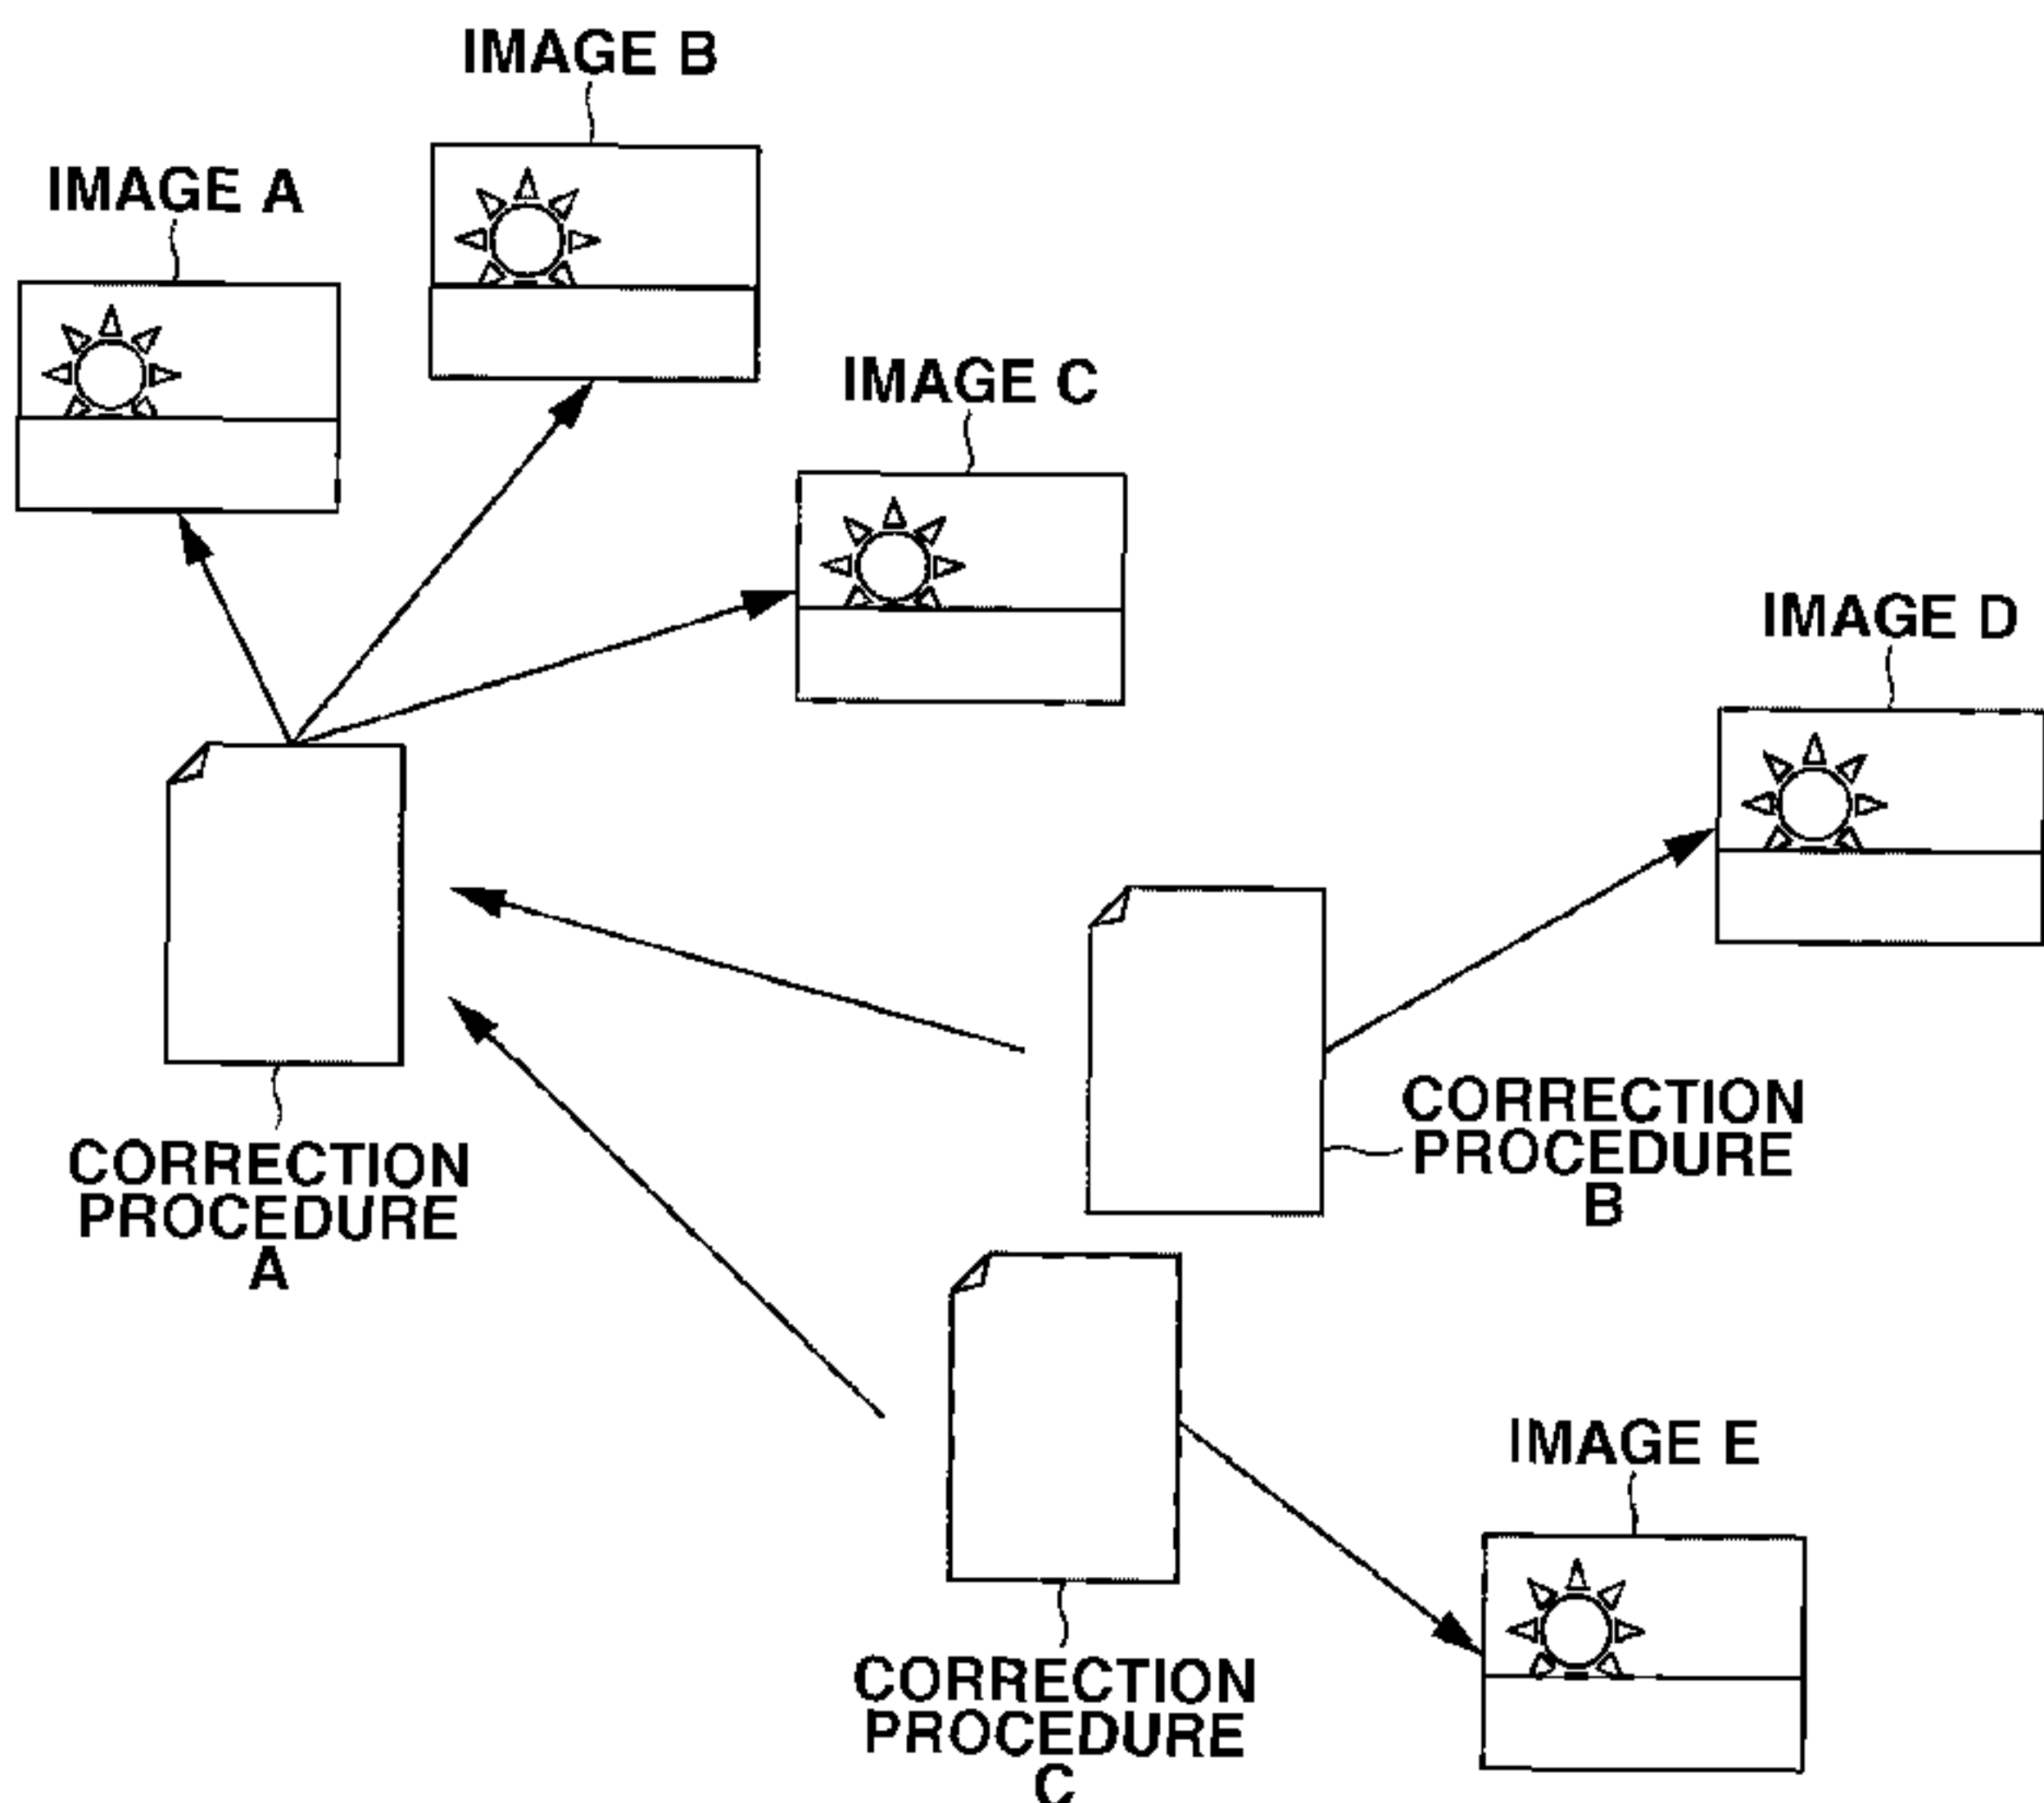 IMAGE B
IMAGE A
IMAGE C
IMAGE D
CORRECTION
PROCEDURE
B
CORRECTION
PROCEDURE
A
IMAGE E
CORRECTION
PROCEDURE
C